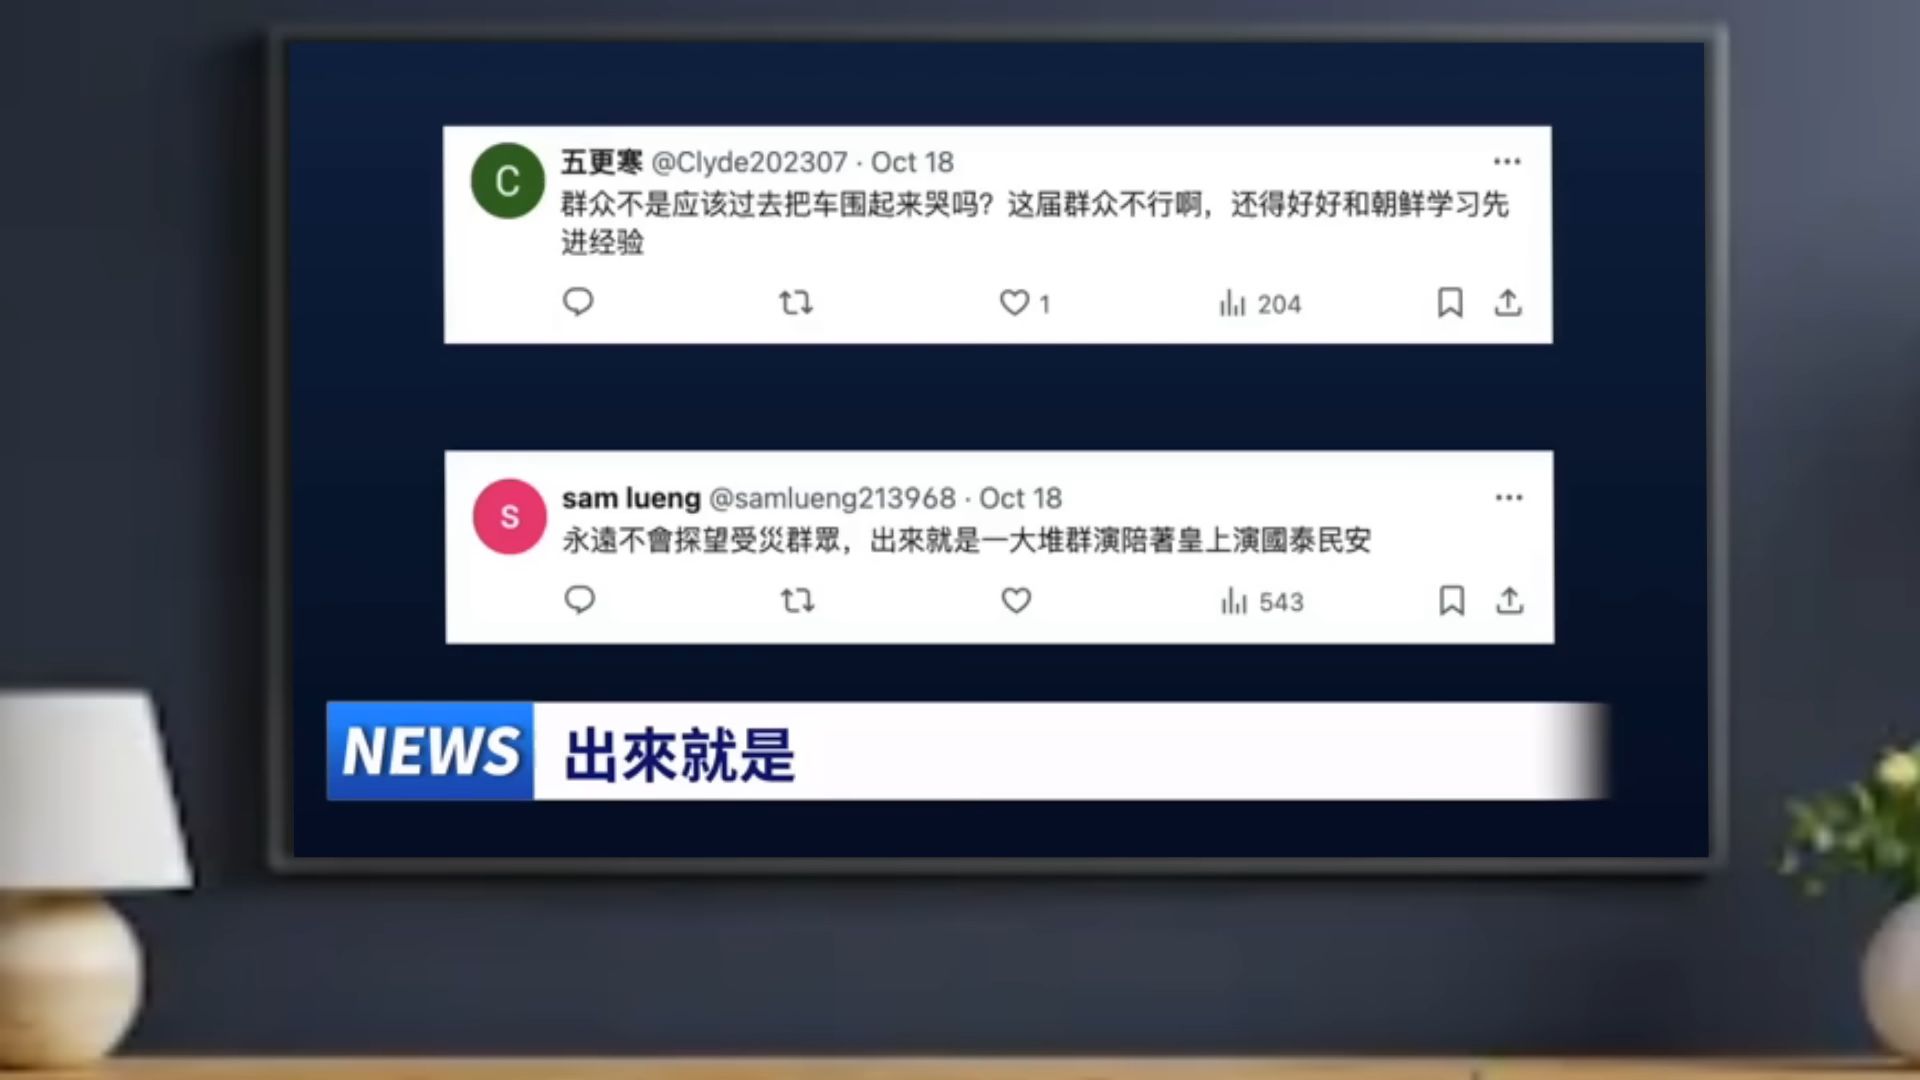 C
五更寒 @Clyde202307 · Oct 18
群众不是应该过去把车围起来哭吗？这届群众不行啊，还得好好和朝鲜学习先
进经验
1
204
S
sam lueng @samlueng213968 · Oct 18
永遠不會探望受災群眾，出來就是一大堆群演陪著皇上演國泰民安
543
NEWS 出來就是